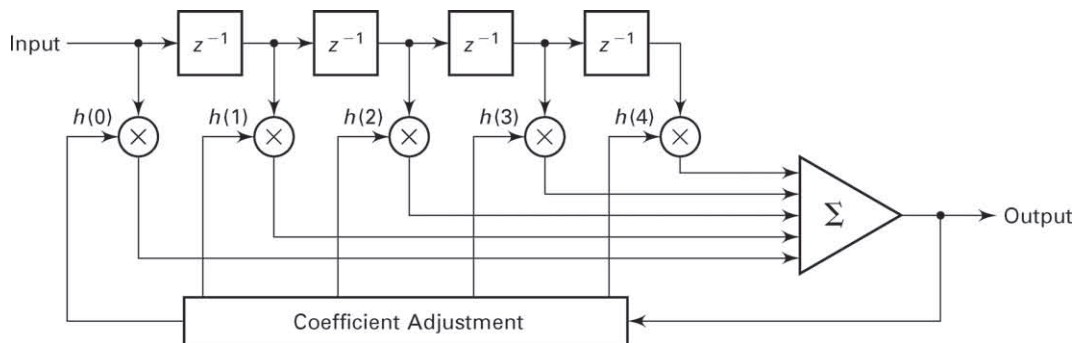 Input
z⁻¹
z⁻¹
z⁻¹
z⁻¹
h(0)
h(1)
h(2)
h(3)
h(4)
×
×
×
×
×
Σ
Output
Coefficient Adjustment